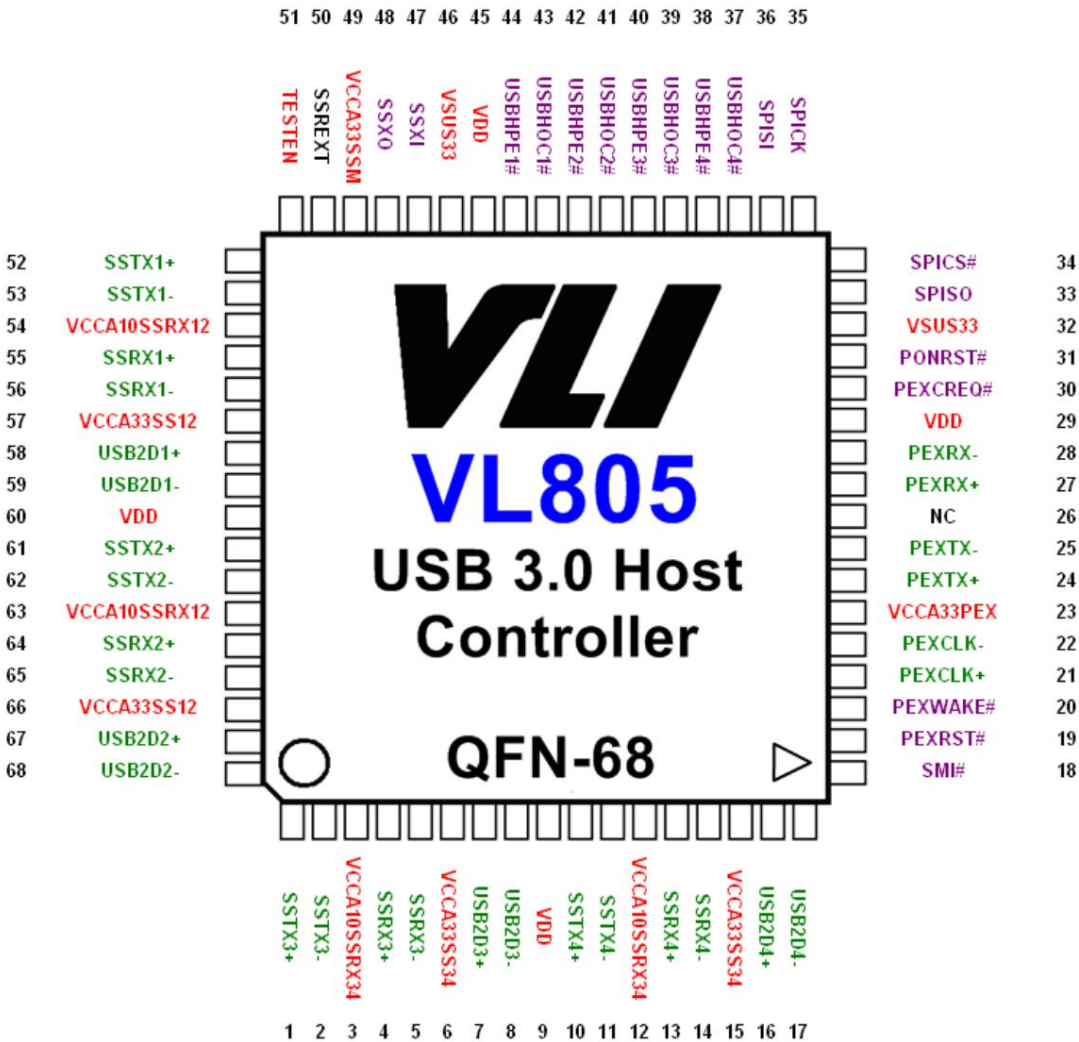 51 50 49 48 47 46 45 44 43 42 41 40 39 38 37 36 35
TESTEN
SSREXT
VCCA33SSM
SSXO
SSXI
VSUS33
VDD
USBHPE1#
USBHOC1#
USBHPE2#
USBHOC2#
USBHPE3#
USBHOC3#
USBHPE4#
USBHOC4#
SPISI
SPICK
52 SSTX1+
53 SSTX1-
54 VCCA10SSRX12
55 SSRX1+
56 SSRX1-
57 VCCA33SS12
58 USB2D1+
59 USB2D1-
60 VDD
61 SSTX2+
62 SSTX2-
63 VCCA10SSRX12
64 SSRX2+
65 SSRX2-
66 VCCA33SS12
67 USB2D2+
68 USB2D2-
VLI
VL805
USB 3.0 Host
Controller
QFN-68
SPICS# 34
SPISO 33
VSUS33 32
PONRST# 31
PEXCREQ# 30
VDD 29
PEXRX- 28
PEXRX+ 27
NC 26
PEXTX- 25
PEXTX+ 24
VCCA33PEX 23
PEXCLK- 22
PEXCLK+ 21
PEXWAKE# 20
PEXRST# 19
SMI# 18
SSTX3+
SSTX3-
VCCA10SSRX34
SSRX3+
SSRX3-
VCCA33SS34
USB2D3+
USB2D3-
VDD
SSTX4+
SSTX4-
VCCA10SSRX34
SSRX4+
SSRX4-
VCCA33SS34
USB2D4+
USB2D4-
1 2 3 4 5 6 7 8 9 10 11 12 13 14 15 16 17